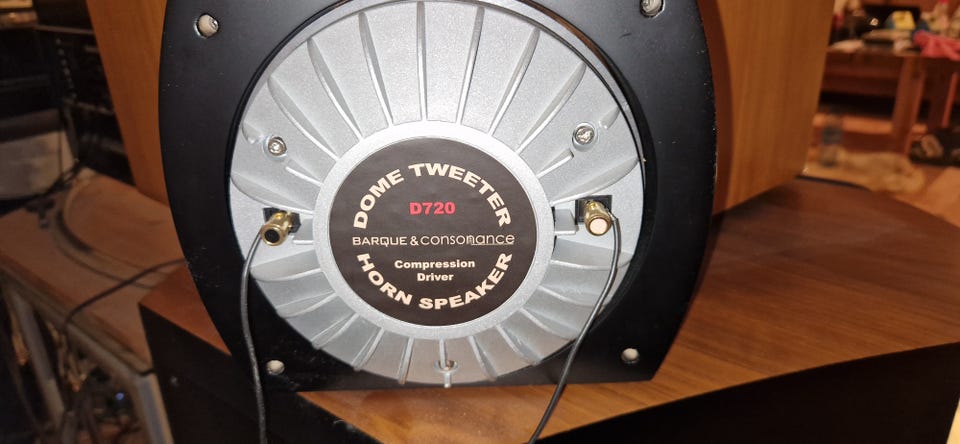 DOME TWEETER
D720
BARQUE & CONSONANCE
Compression
Driver
HORN SPEAKER